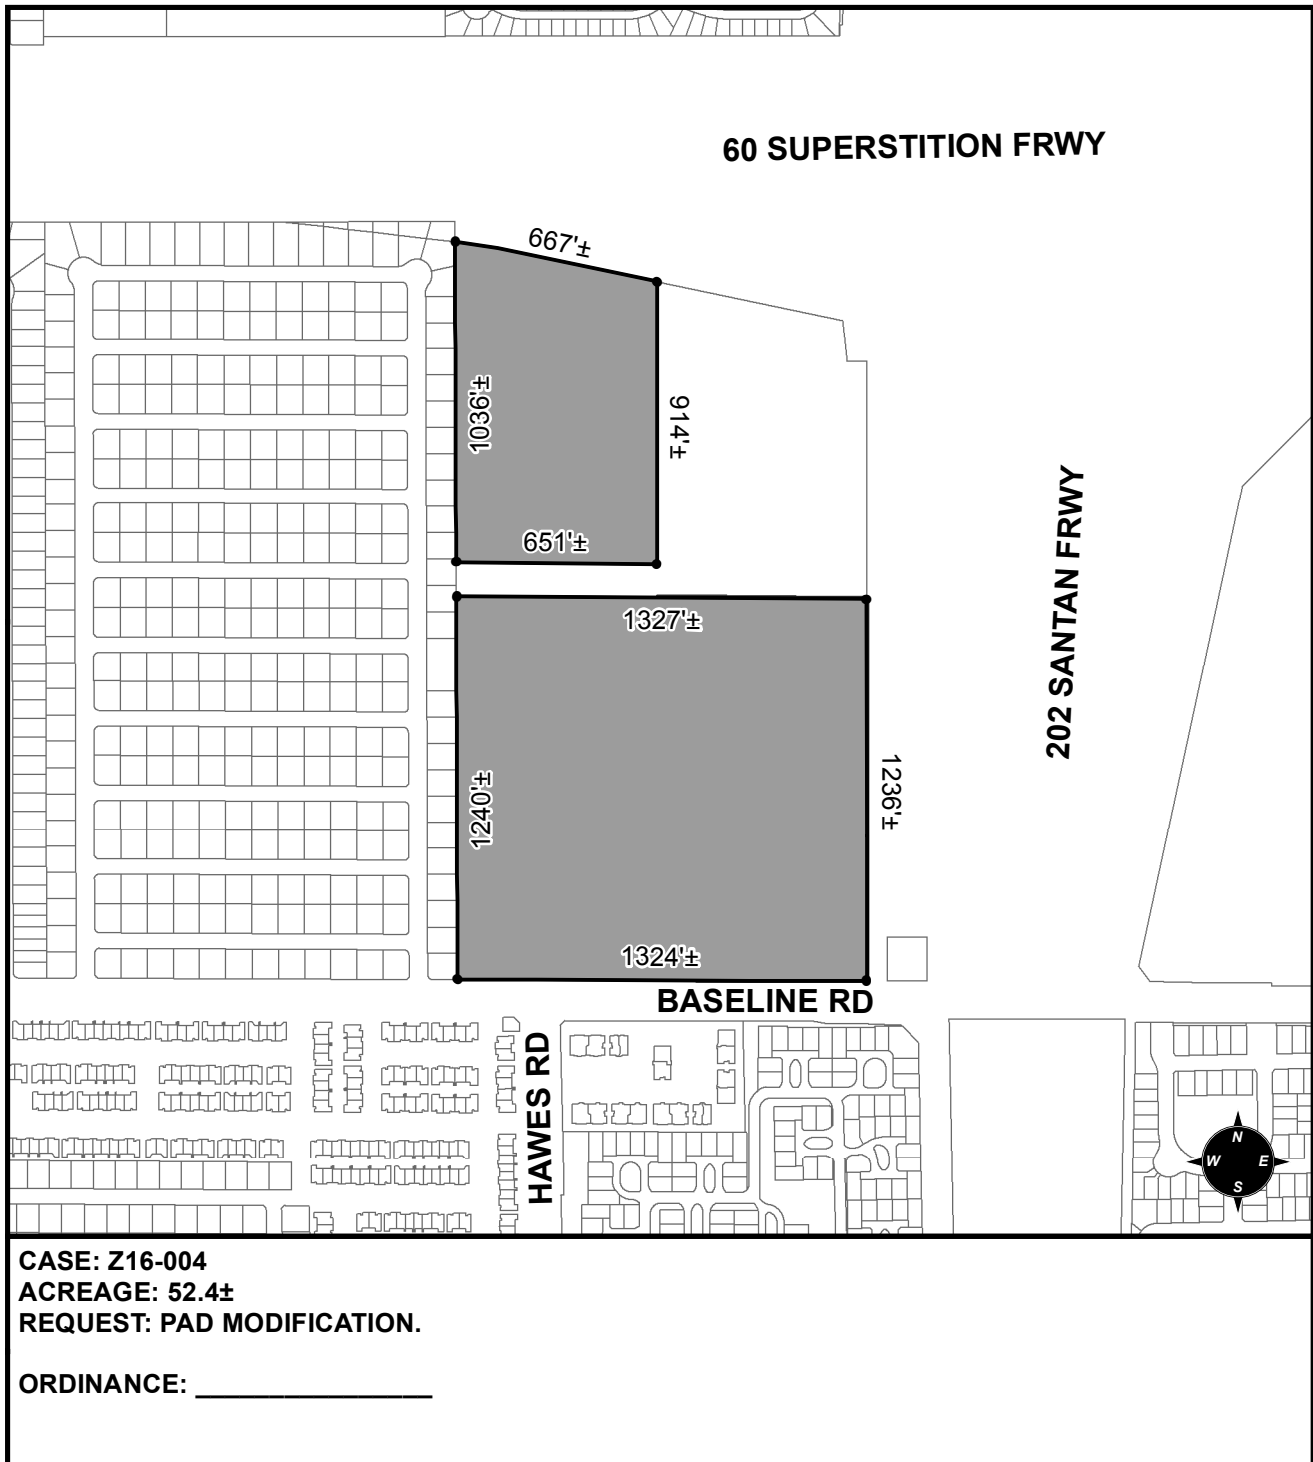 60 SUPERSTITION FRWY
667'±
1036'±
914'±
651'±
202 SANTAN FRWY
1327'±
1240'±
1236'±
1324'±
BASELINE RD
HAWES RD
N
W E
S
CASE: Z16-004
ACREAGE: 52.4±
REQUEST: PAD MODIFICATION.
ORDINANCE: ________________